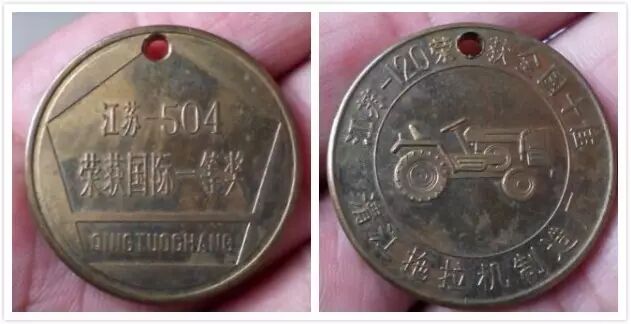 江苏-504
荣获国际一等奖
QINGTUOCHANG
江苏-120荣获全国十
清江拖拉机制造厂